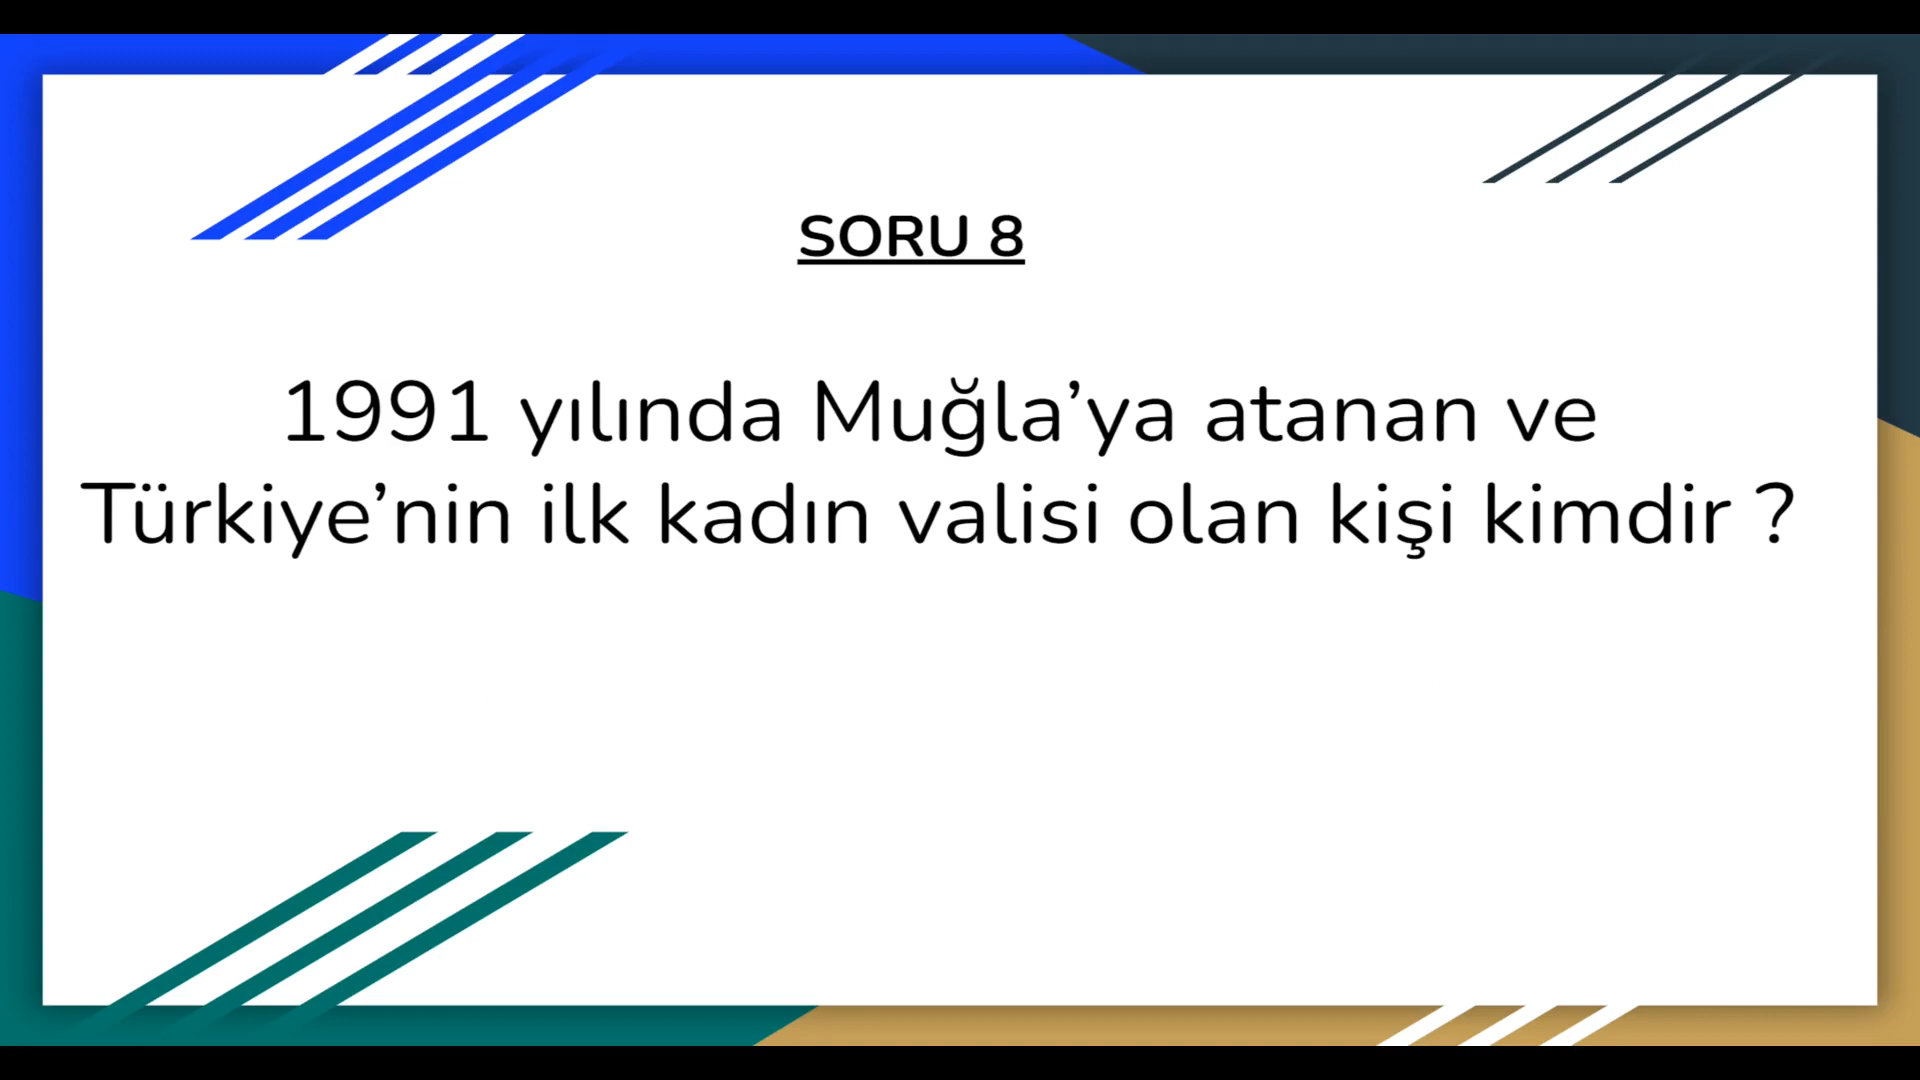 SORU 8
1991 yılında Muğla’ya atanan ve
Türkiye’nin ilk kadın valisi olan kişi kimdir ?